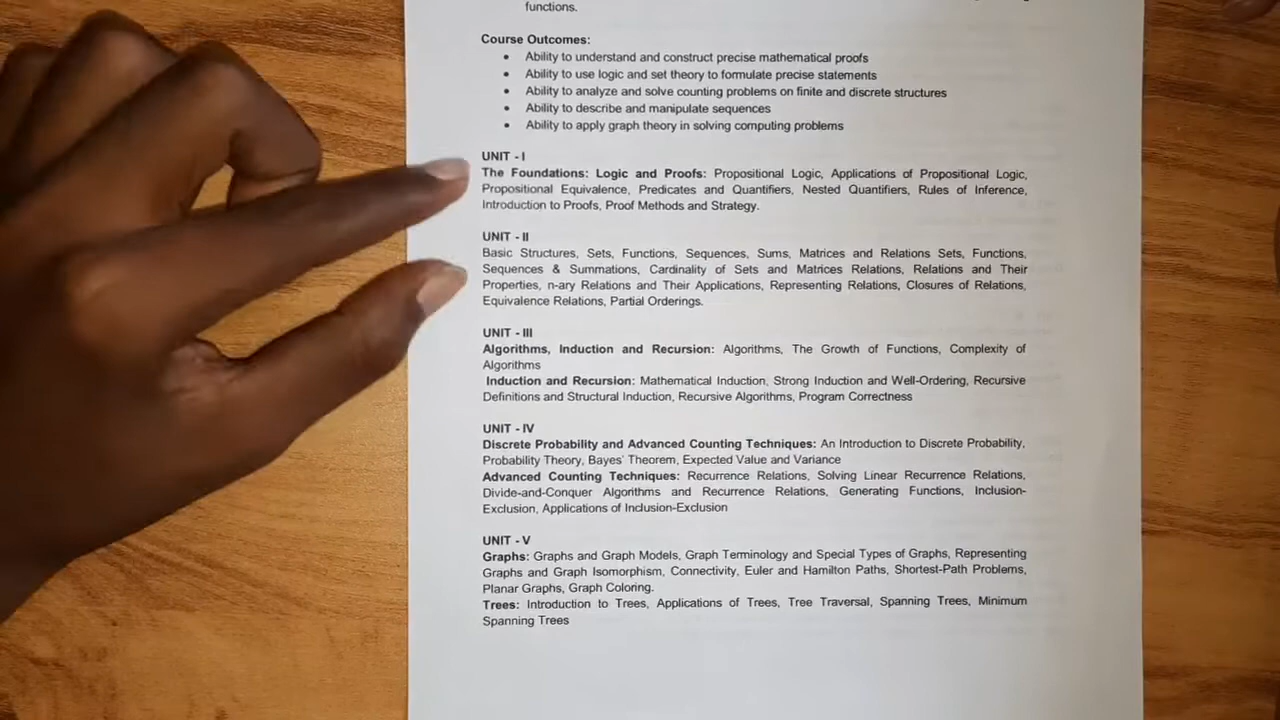 functions.
Course Outcomes:
• Ability to understand and construct precise mathematical proofs
• Ability to use logic and set theory to formulate precise statements
• Ability to analyze and solve counting problems on finite and discrete structures
• Ability to describe and manipulate sequences
• Ability to apply graph theory in solving computing problems
UNIT - I
The Foundations: Logic and Proofs: Propositional Logic, Applications of Propositional Logic,
Propositional Equivalence, Predicates and Quantifiers, Nested Quantifiers, Rules of Inference,
Introduction to Proofs, Proof Methods and Strategy.
UNIT - II
Basic Structures, Sets, Functions, Sequences, Sums, Matrices and Relations Sets, Functions,
Sequences & Summations, Cardinality of Sets and Matrices Relations, Relations and Their
Properties, n-ary Relations and Their Applications, Representing Relations, Closures of Relations,
Equivalence Relations, Partial Orderings.
UNIT - III
Algorithms, Induction and Recursion: Algorithms, The Growth of Functions, Complexity of
Algorithms
Induction and Recursion: Mathematical Induction, Strong Induction and Well-Ordering, Recursive
Definitions and Structural Induction, Recursive Algorithms, Program Correctness
UNIT - IV
Discrete Probability and Advanced Counting Techniques: An Introduction to Discrete Probability,
Probability Theory, Bayes' Theorem, Expected Value and Variance
Advanced Counting Techniques: Recurrence Relations, Solving Linear Recurrence Relations,
Divide-and-Conquer Algorithms and Recurrence Relations, Generating Functions, Inclusion-
Exclusion, Applications of Inclusion-Exclusion
UNIT - V
Graphs: Graphs and Graph Models, Graph Terminology and Special Types of Graphs, Representing
Graphs and Graph Isomorphism, Connectivity, Euler and Hamilton Paths, Shortest-Path Problems,
Planar Graphs, Graph Coloring.
Trees: Introduction to Trees, Applications of Trees, Tree Traversal, Spanning Trees, Minimum
Spanning Trees